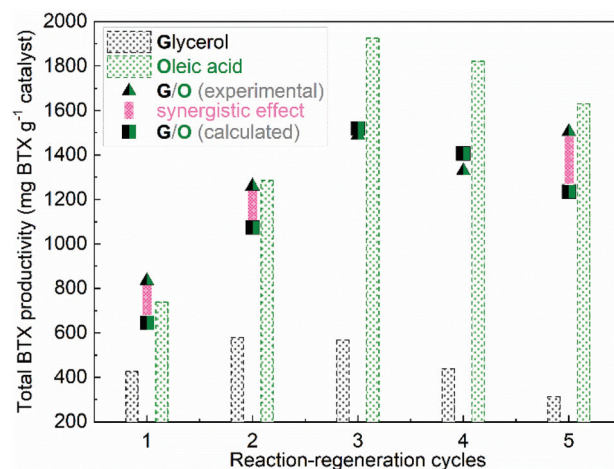 Total BTX productivity (mg BTX g⁻¹ catalyst)
2000
1800
1600
1400
1200
1000
800
600
400
200
Glycerol
Oleic acid
G/O (experimental)
synergistic effect
G/O (calculated)
1 2 3 4 5
Reaction-regeneration cycles